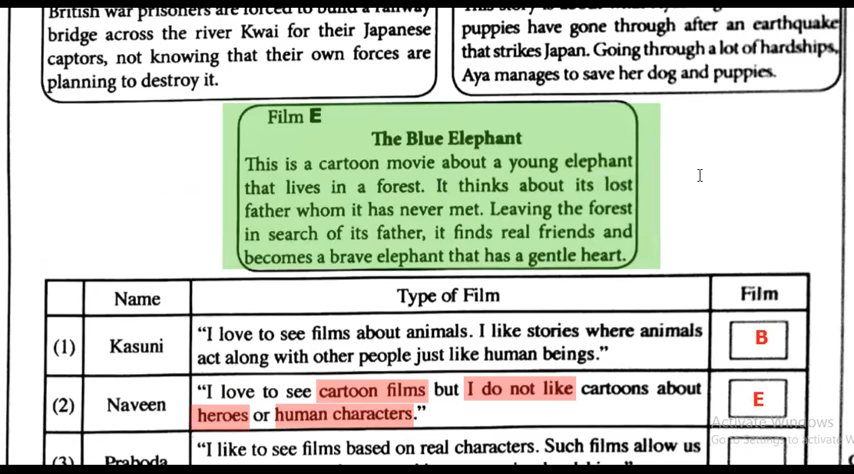 British war prisoners are forced to build a railway
bridge across the river Kwai for their Japanese
captors, not knowing that their own forces are
planning to destroy it.
puppies have gone through after an earthquake
that strikes Japan. Going through a lot of hardships,
Aya manages to save her dog and puppies.
Film E
The Blue Elephant
This is a cartoon movie about a young elephant
that lives in a forest. It thinks about its lost
father whom it has never met. Leaving the forest
in search of its father, it finds real friends and
becomes a brave elephant that has a gentle heart.
Name Type of Film Film
(1) Kasuni “I love to see films about animals. I like stories where animals
act along with other people just like human beings.” B
(2) Naveen “I love to see cartoon films but I do not like cartoons about
heroes or human characters.” E
Activate Windows
Go to Settings to activate W
(3) Praboda “I like to see films based on real characters. Such films allow us